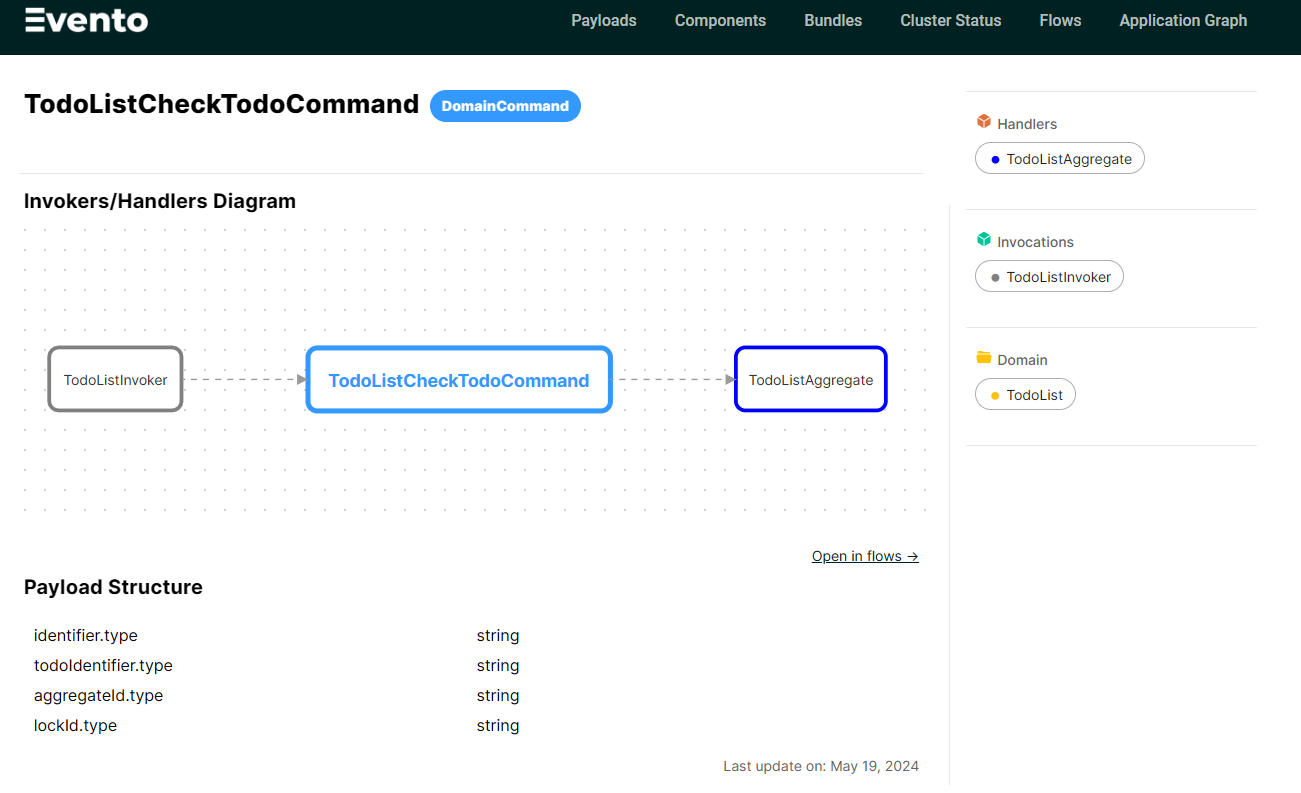 Evento
Payloads Components Bundles Cluster Status Flows Application Graph
TodoListCheckTodoCommand DomainCommand
Invokers/Handlers Diagram
TodoListInvoker TodoListCheckTodoCommand TodoListAggregate
Open in flows →
Payload Structure
identifier.type string
todoIdentifier.type string
aggregateId.type string
lockId.type string
Last update on: May 19, 2024
Handlers
TodoListAggregate
Invocations
TodoListInvoker
Domain
TodoList